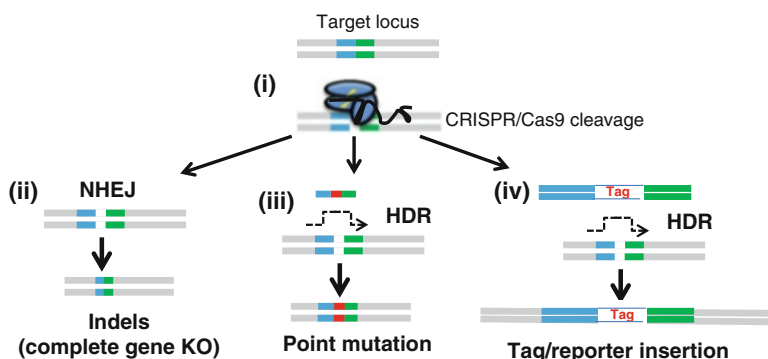 Target locus
(i)
CRISPR/Cas9 cleavage
(ii)
NHEJ
Indels
(complete gene KO)
(iii)
HDR
Point mutation
(iv)
Tag
HDR
Tag
Tag/reporter insertion